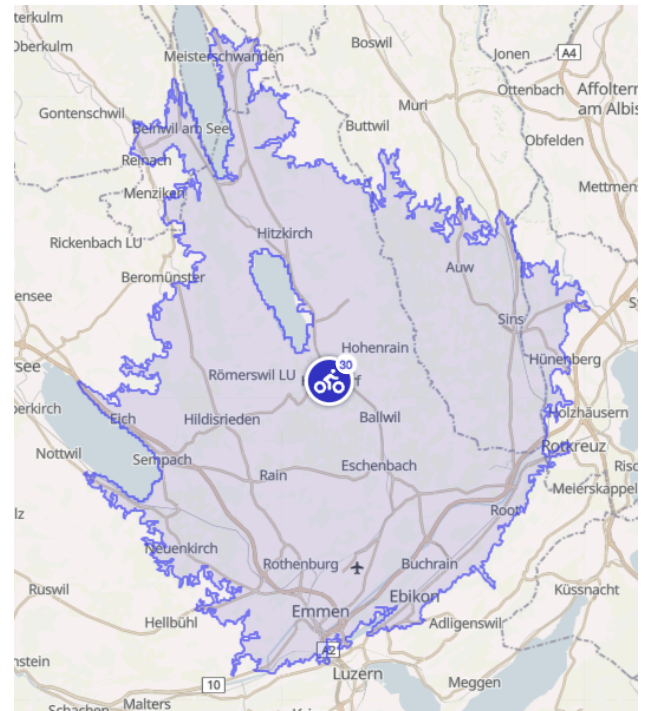 terkulm
Oberkulm
Boswil
Jonen
A4
Meisterschwanden
Ottenbach
Affoltern
am Albis
Gontenschwil
Muri
Beinwil am See
Buttwil
Obfelden
Reinach
Menziken
Mettmens
Rickenbach LU
Hitzkirch
Auw
Beromünster
ensee
Sins
Hohenrain
Hünenberg
see
30
Römerswil LU
perkirch
Eich
Hildisrieden
Ballwil
Holzhäusern
Nottwil
Sempach
Rotkreuz
Rain
Eschenbach
Risc
Meierskappel
Root
lz
Neuenkirch
Rothenburg
Buchrain
Ruswil
Küssnacht
Emmen
Ebikon
Hellbühl
Adligenswil
A2
nstein
Luzern
10
Meggen
Malters
Schachen